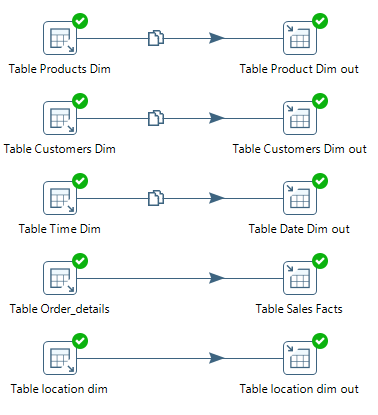 Table Products Dim
Table Product Dim out
Table Customers Dim
Table Customers Dim out
Table Time Dim
Table Date Dim out
Table Order_details
Table Sales Facts
Table location dim
Table location dim out